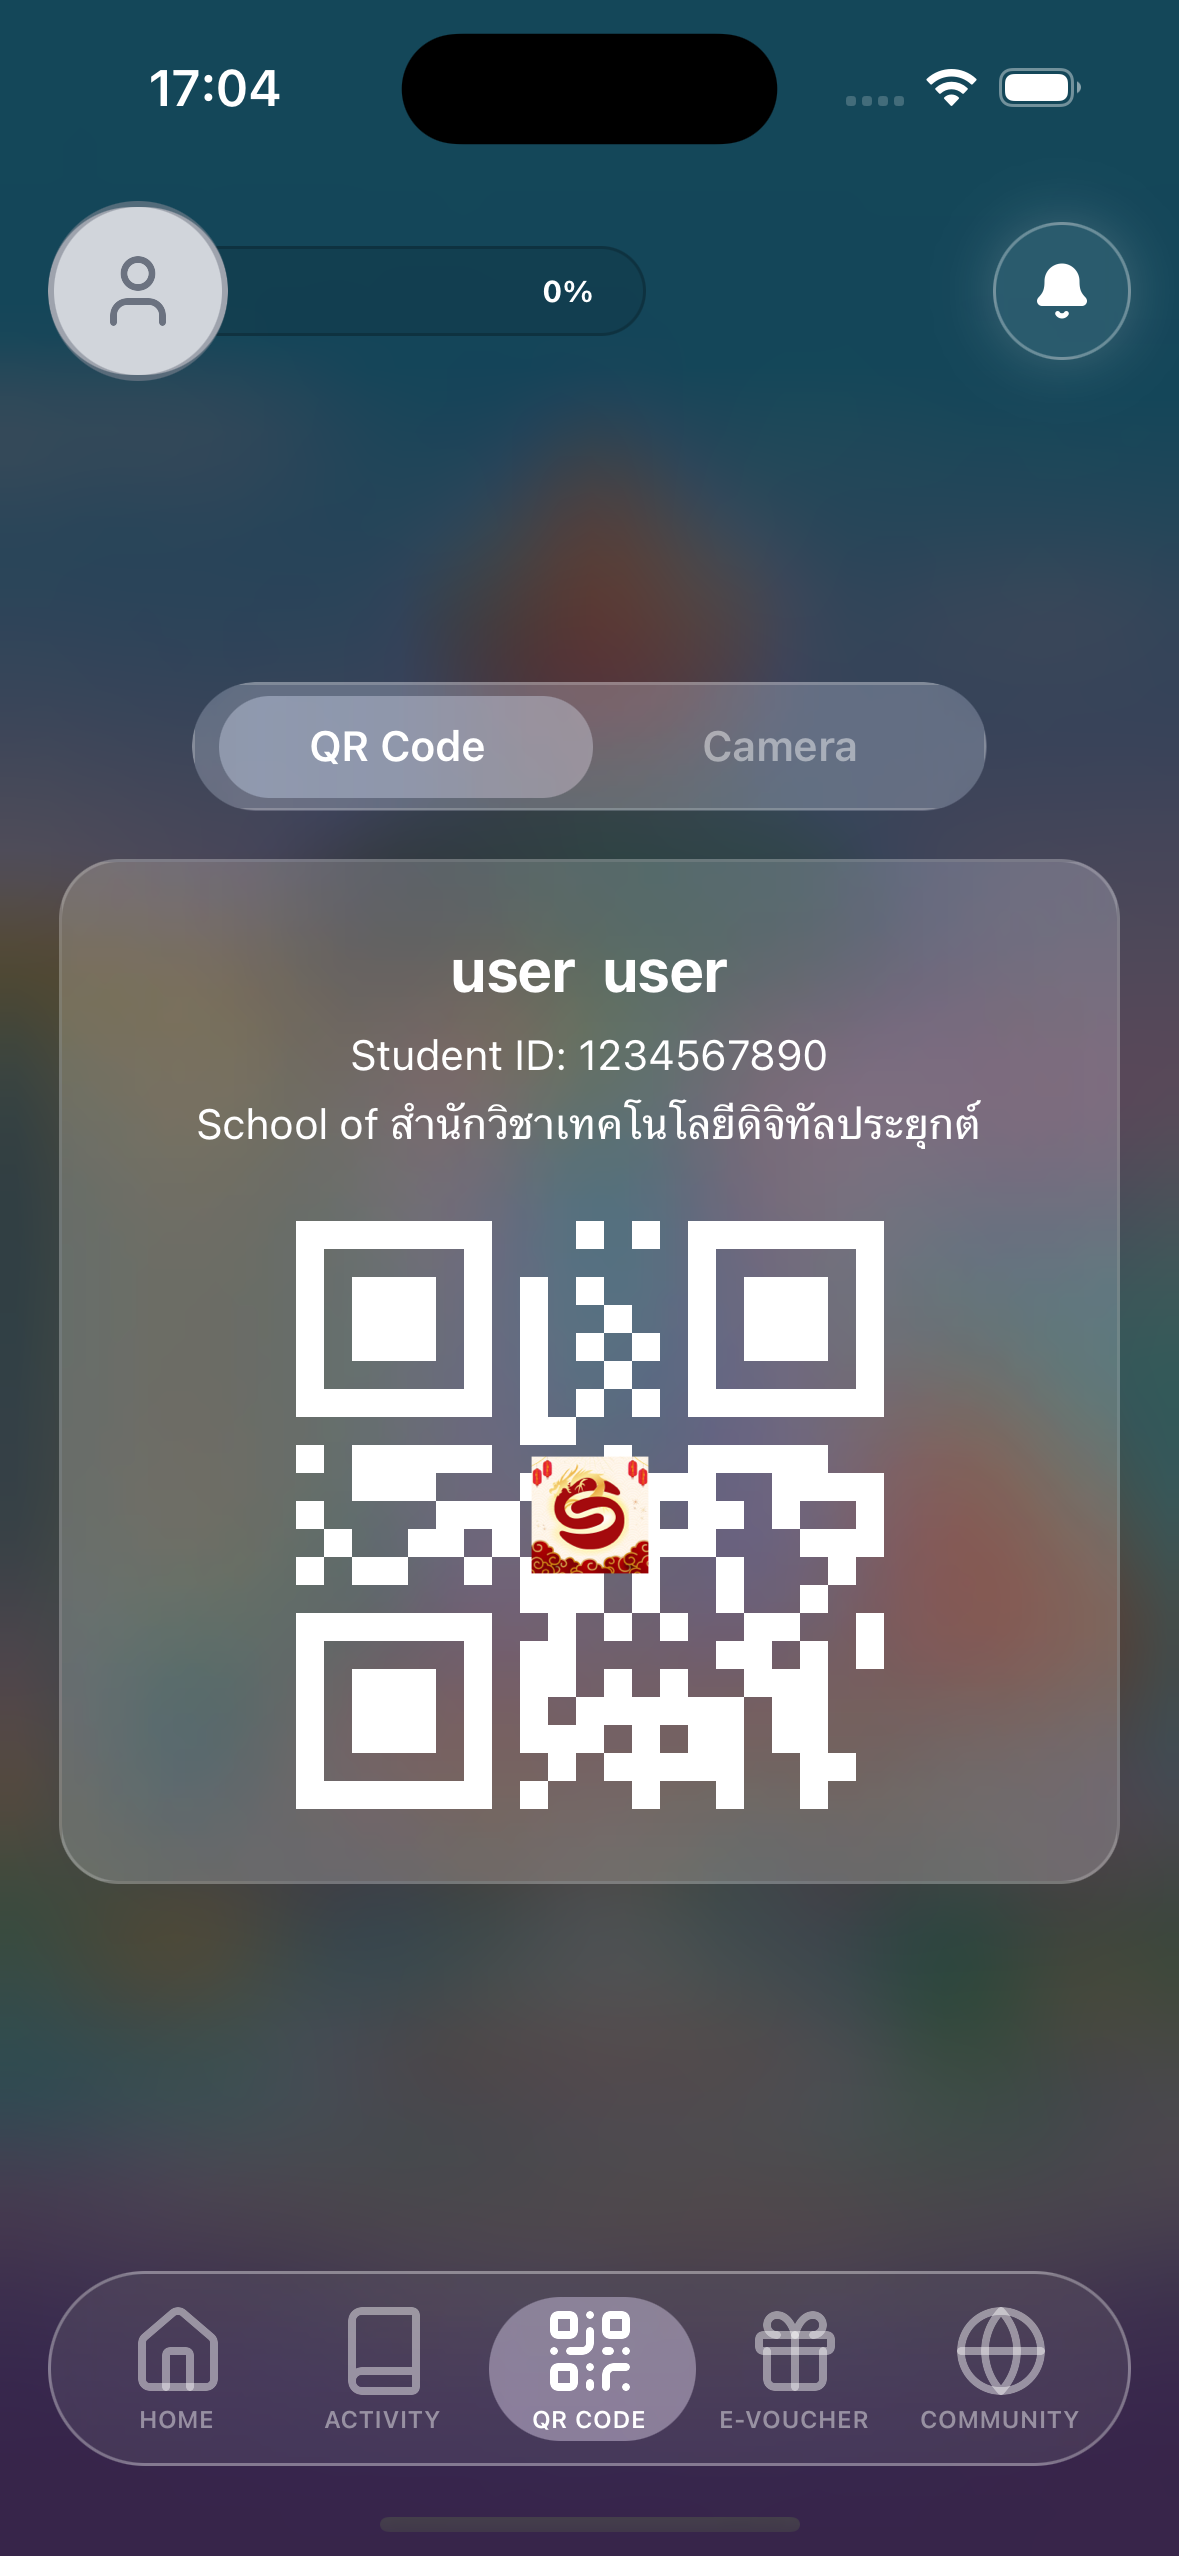 17:04
0%
QR Code
Camera
user  user
Student ID: 1234567890
School of สำนักวิชาเทคโนโลยีดิจิทัลประยุกต์
HOME
ACTIVITY
QR CODE
E-VOUCHER
COMMUNITY